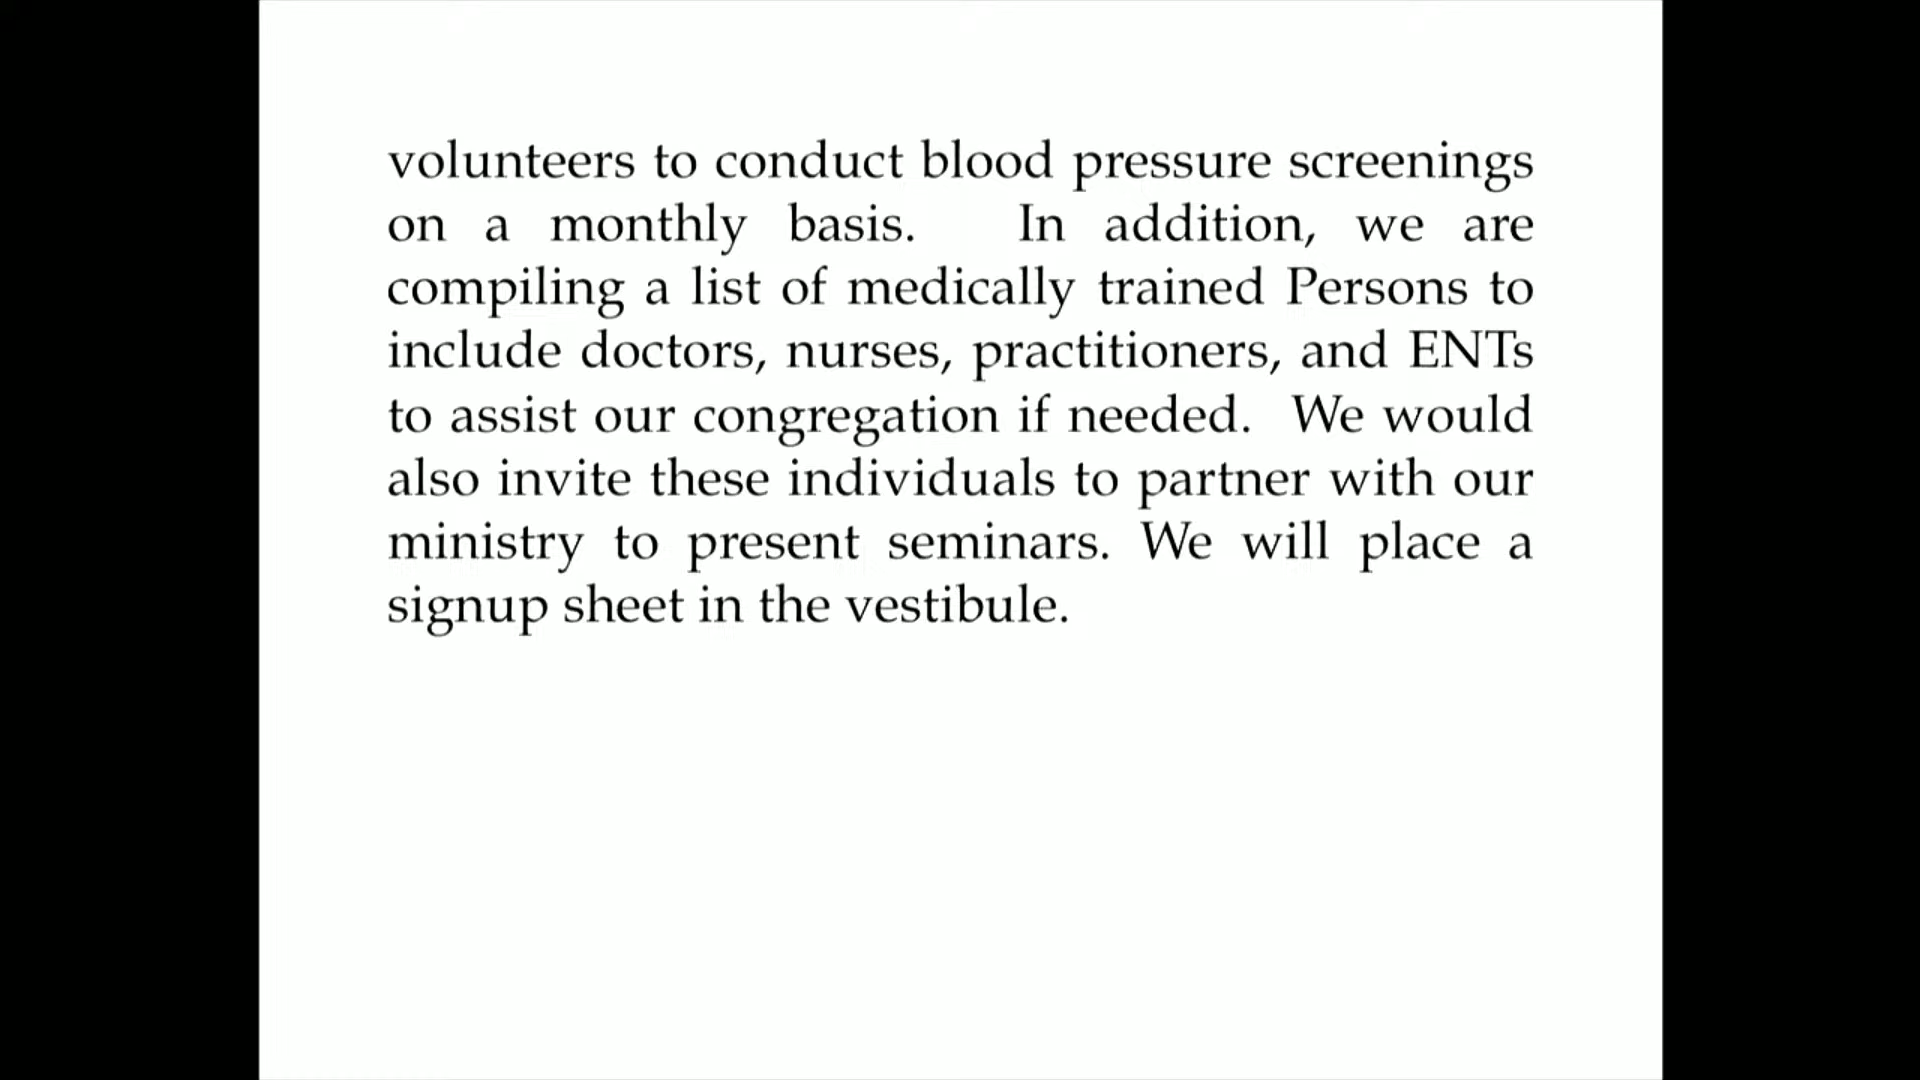 volunteers to conduct blood pressure screenings
on a monthly basis. In addition, we are
compiling a list of medically trained Persons to
include doctors, nurses, practitioners, and ENTs
to assist our congregation if needed. We would
also invite these individuals to partner with our
ministry to present seminars. We will place a
signup sheet in the vestibule.